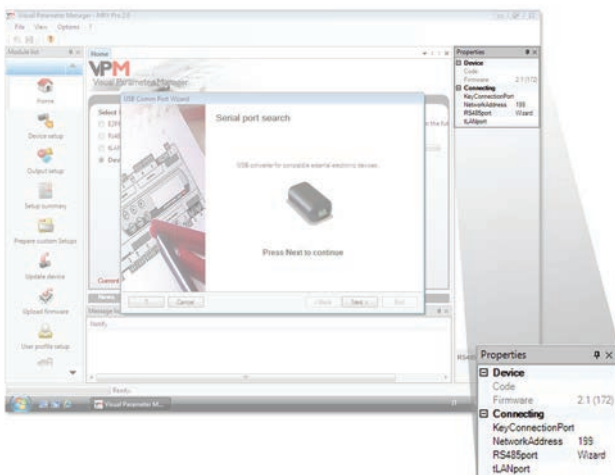 Visual Parameter Manager - MPX Pro 2.0
File View Options ?
Module list
Home
Device setup
Output setup
Setup summary
Prepare custom Setups
Update device
Upload firmware
User profile setup
Home
VPM
Visual Parameter Manager
USB Comm Port Wizard
Serial port search
USB converter for compatible external electronic devices.
Press Next to continue
? Cancel < Back Next > Exit
Notify
Ready.
Visual Parameter M...
IT
Properties
Device
Code
Firmware 2.1 (172)
Connecting
KeyConnectionPort
NetworkAddress 199
RS485port Wizard
tLANport
Properties
Device
Code
Firmware 2.1 (172)
Connecting
KeyConnectionPort
NetworkAddress 199
RS485port Wizard
tLANport